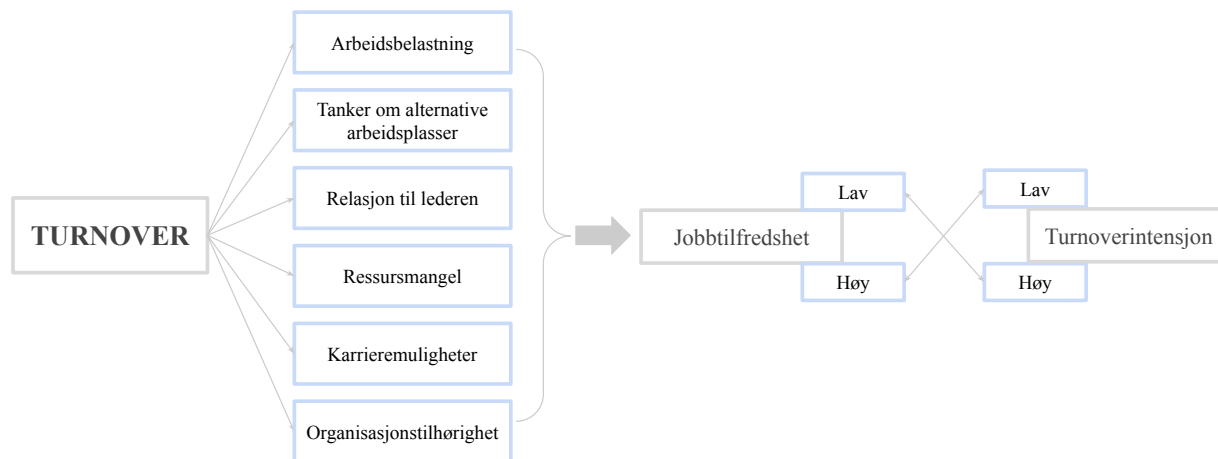 TURNOVER
Arbeidsbelastning
Tanker om alternative
arbeidsplasser
Relasjon til lederen
Ressursmangel
Karrieremuligheter
Organisasjonstilhørighet
Jobbtilfredshet
Lav
Høy
Lav
Høy
Turnoverintensjon